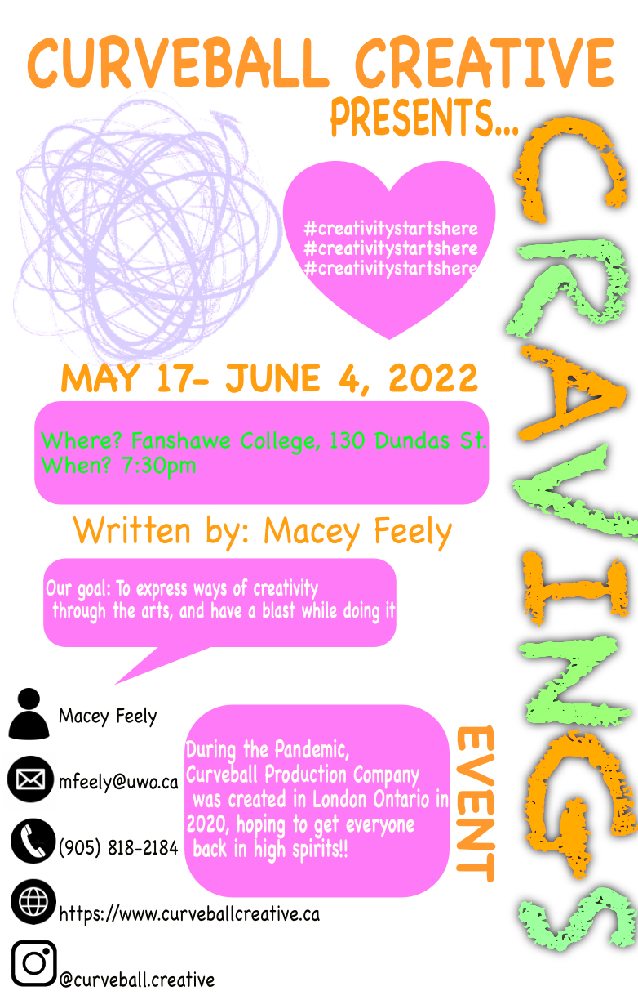 CURVEBALL CREATIVE
PRESENTS...
CRAVINGS
#creativitystartshere
#creativitystartshere
#creativitystartshere
MAY 17- JUNE 4, 2022
Where? Fanshawe College, 130 Dundas St.
When? 7:30pm
Written by: Macey Feely
Our goal: To express ways of creativity
through the arts, and have a blast while doing it
Macey Feely
mfeely@uwo.ca
(905) 818-2184
https://www.curveballcreative.ca
@curveball.creative
During the Pandemic,
Curveball Production Company
was created in London Ontario in
2020, hoping to get everyone
back in high spirits!!
EVENT